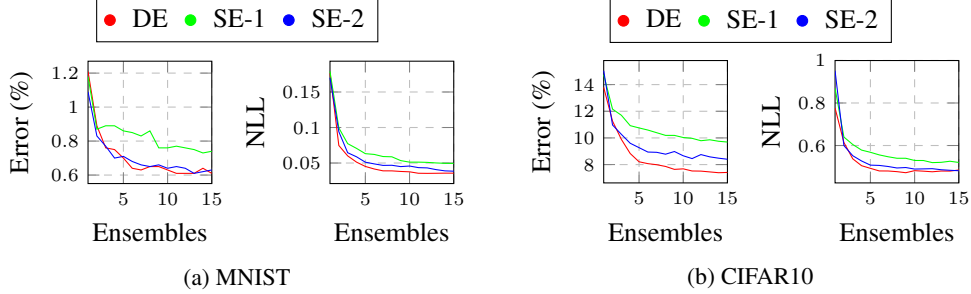 DE SE-1 SE-2
Error (%)
1.2
1
0.8
0.6
5 10 15
Ensembles
NLL
0.15
0.1
0.05
5 10 15
Ensembles
(a) MNIST
DE SE-1 SE-2
Error (%)
14
12
10
8
5 10 15
Ensembles
NLL
1
0.8
0.6
5 10 15
Ensembles
(b) CIFAR10